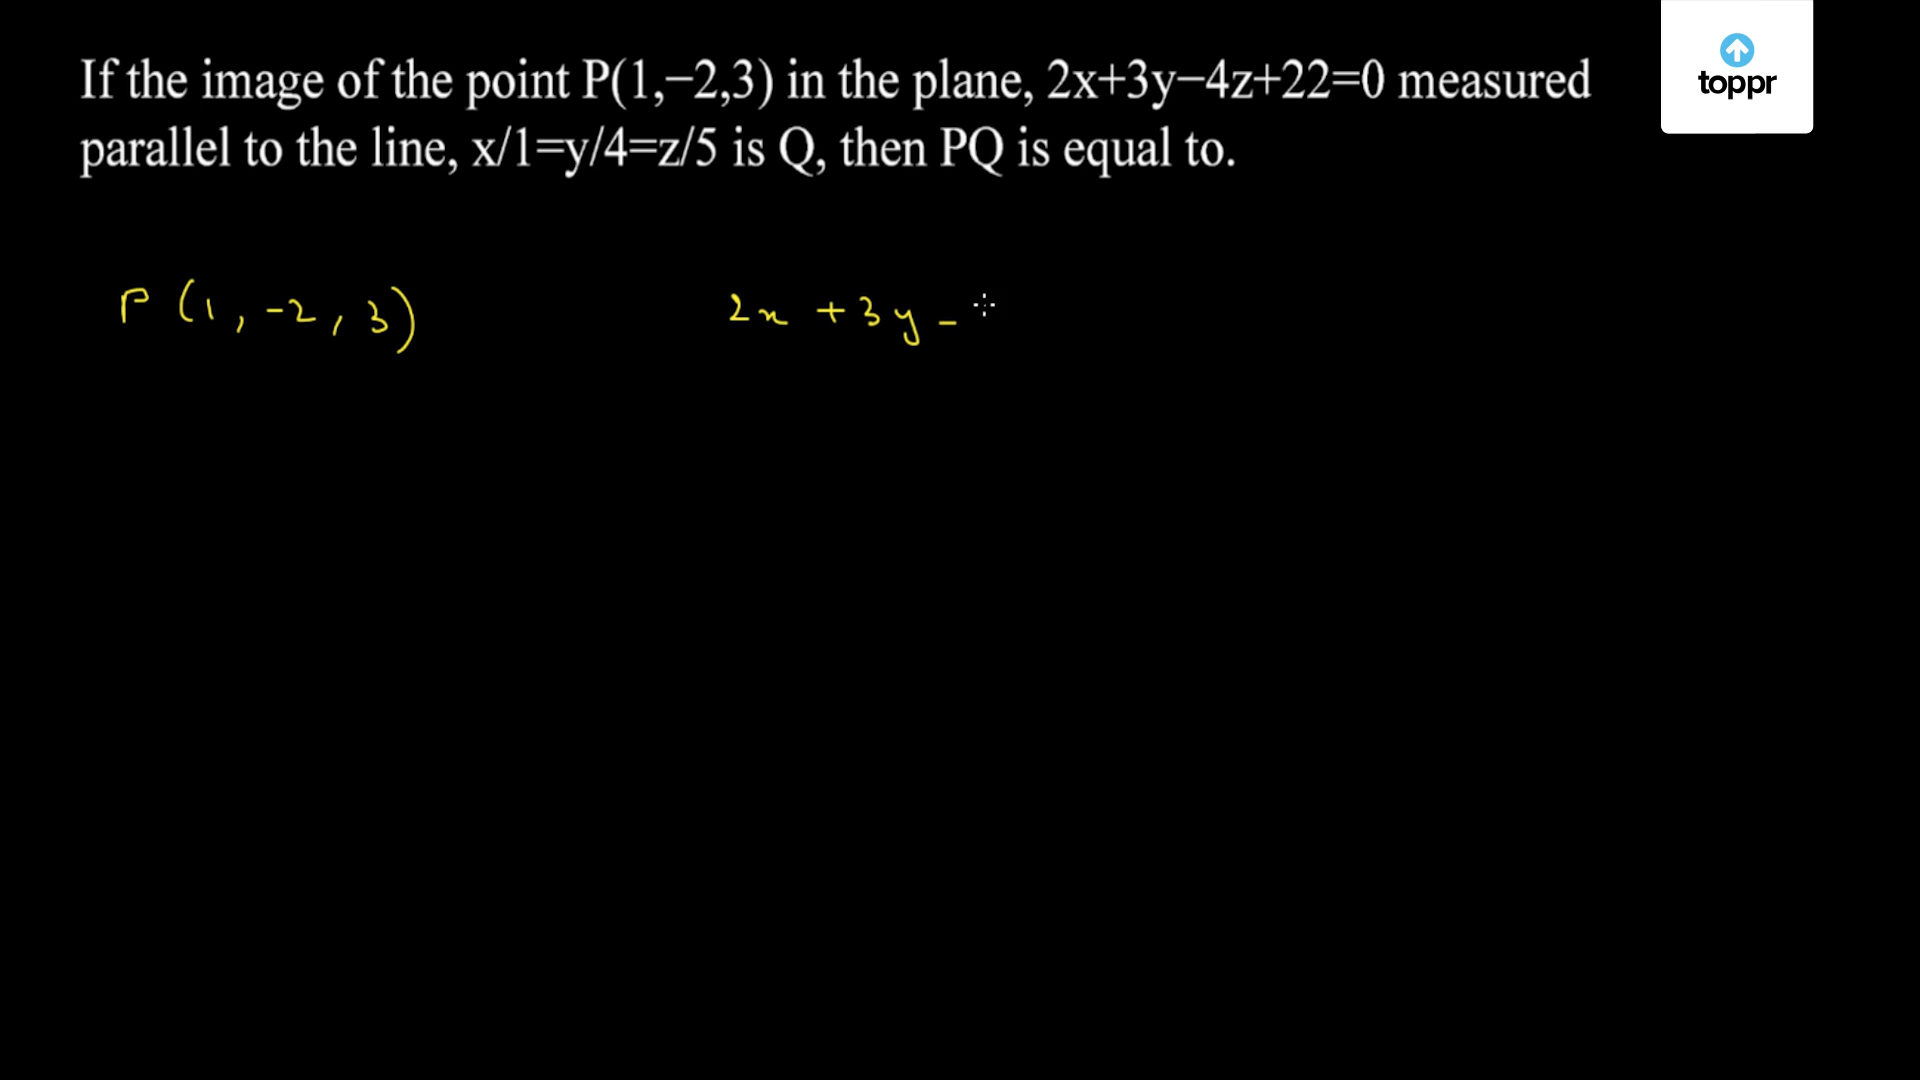 If the image of the point P(1,−2,3) in the plane, 2x+3y−4z+22=0 measured
parallel to the line, x/1=y/4=z/5 is Q, then PQ is equal to.
toppr
P (1, -2, 3)
2x + 3y -